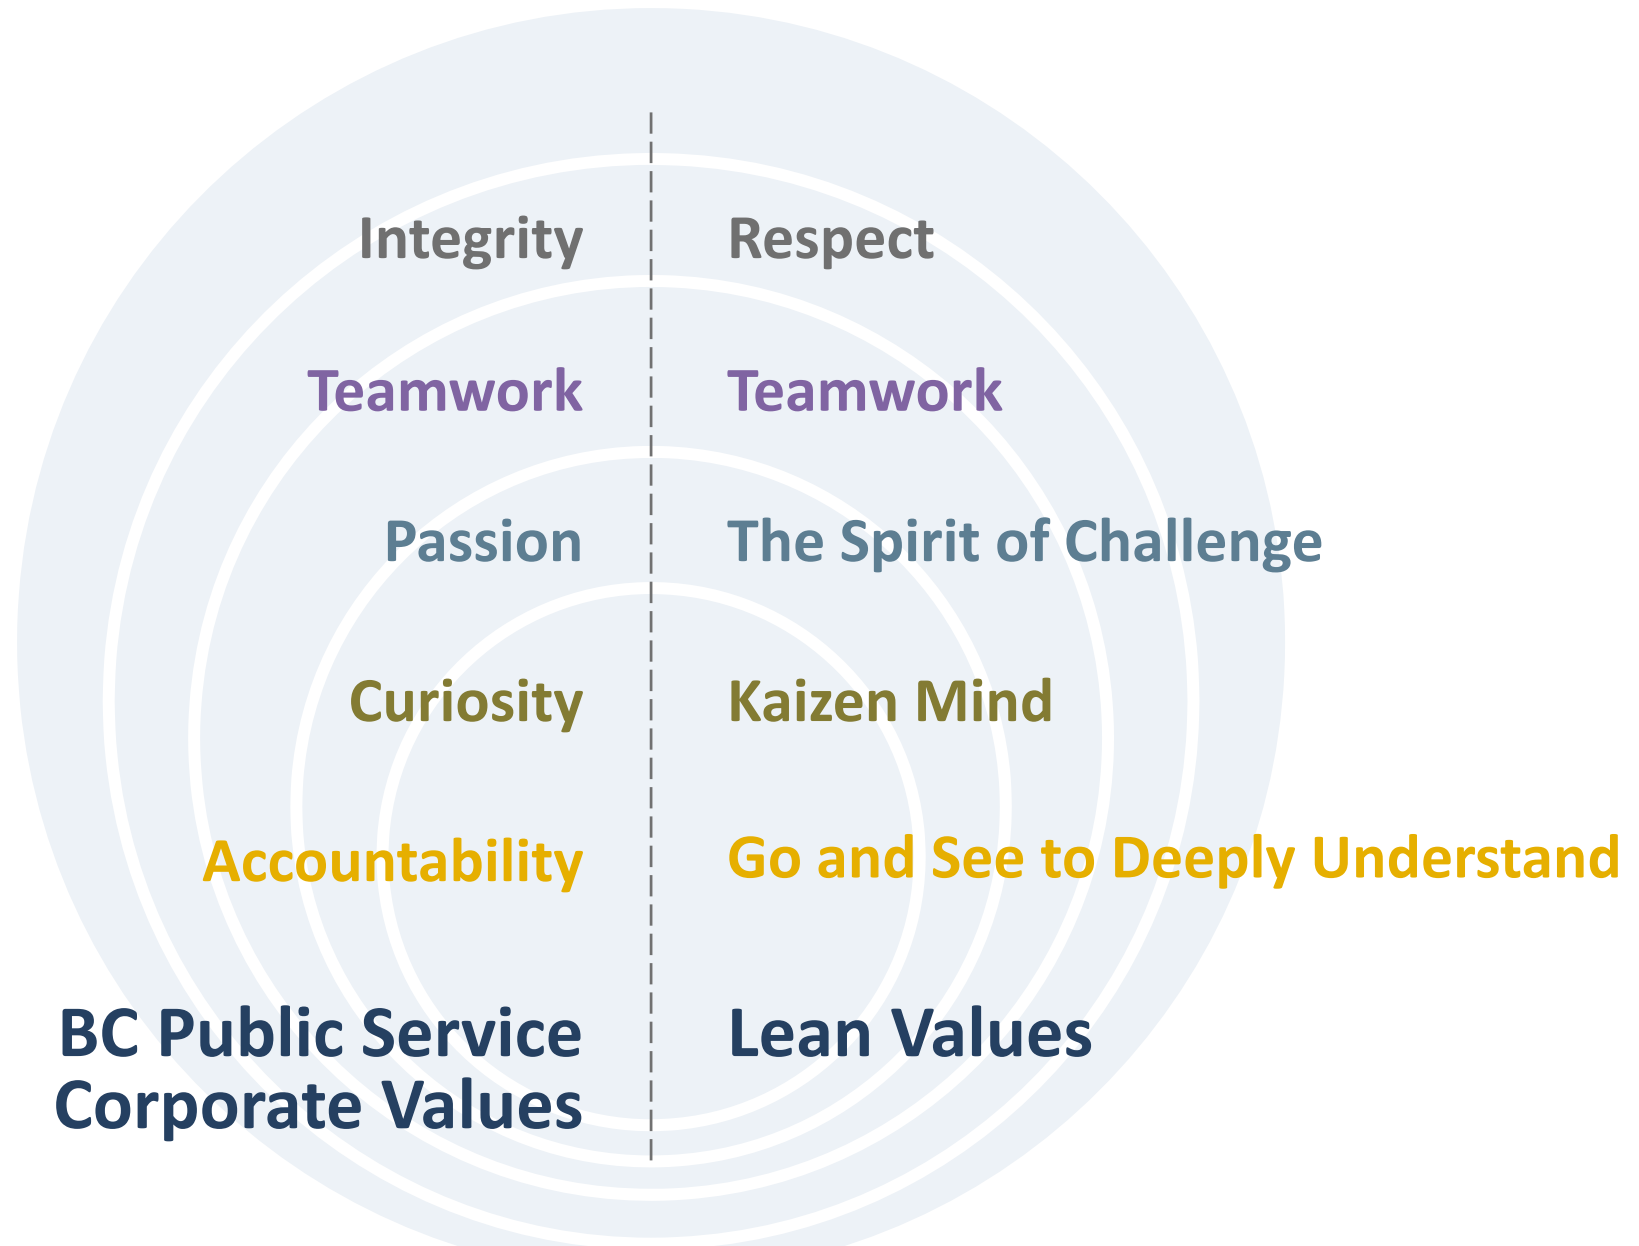 Integrity
Respect
Teamwork
Teamwork
Passion
The Spirit of Challenge
Curiosity
Kaizen Mind
Accountability
Go and See to Deeply Understand
BC Public Service
Corporate Values
Lean Values